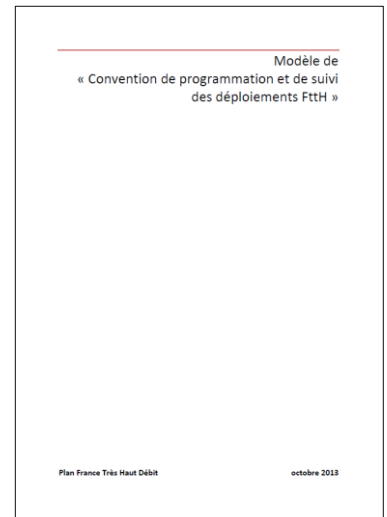 Modèle de
« Convention de programmation et de suivi
des déploiements FttH »
Plan France Très Haut Débit octobre 2013